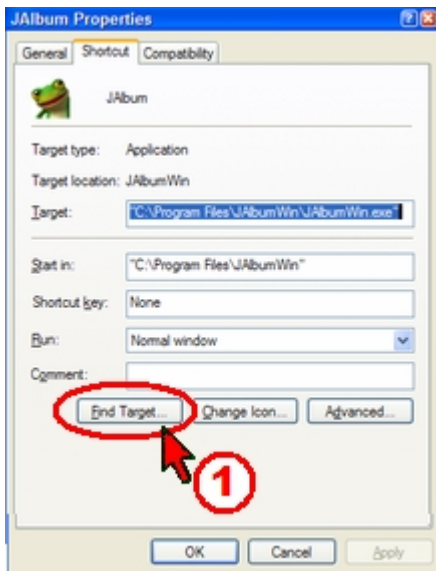 JAlbum Properties
General Shortcut Compatibility
JAlbum
Target type: Application
Target location: JAlbumWin
Target: "C:\Program Files\JAlbumWin\JAlbumWin.exe"
Start in: "C:\Program Files\JAlbumWin"
Shortcut key: None
Run: Normal window
Comment:
Find Target... Change Icon... Advanced...
1
OK Cancel Apply